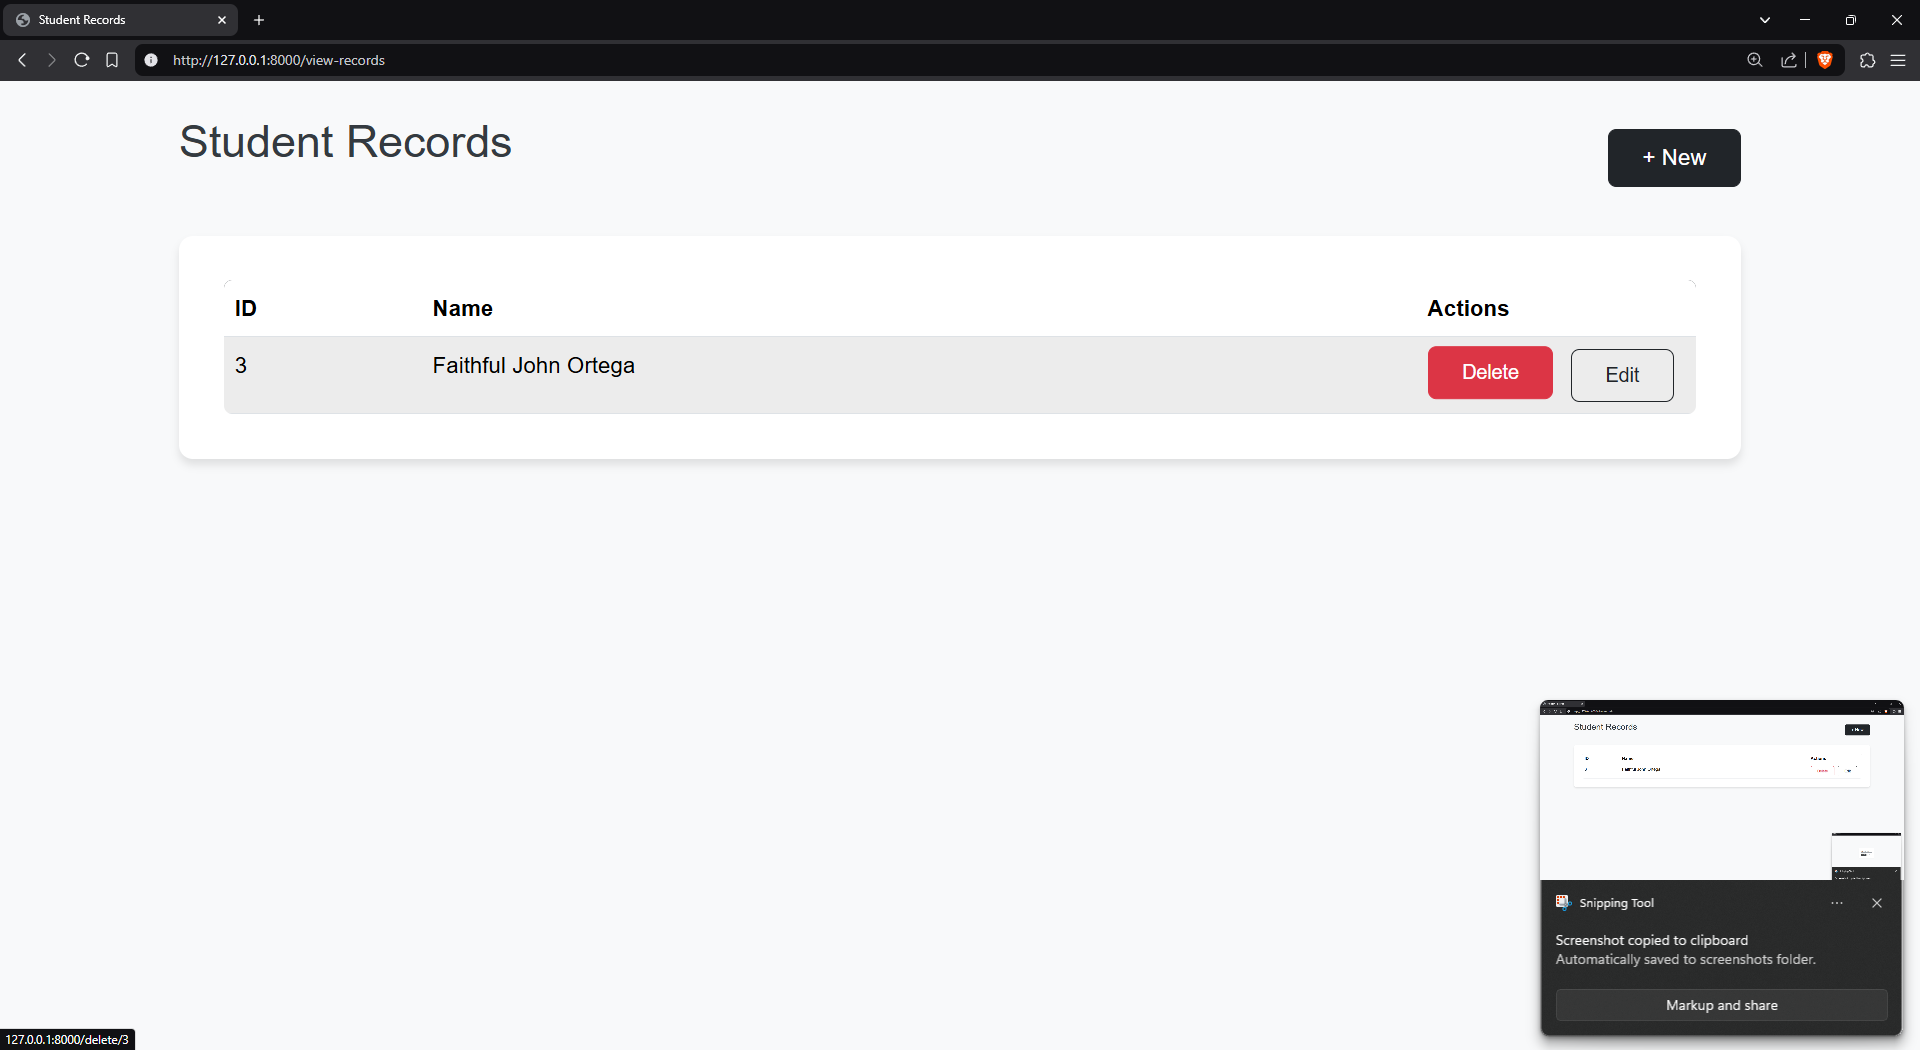 Student Records
http://127.0.0.1:8000/view-records
Student Records
+ New
ID Name Actions
3 Faithful John Ortega Delete Edit
Student Records
Snipping Tool
Screenshot copied to clipboard
Automatically saved to screenshots folder.
Markup and share
127.0.0.1:8000/delete/3